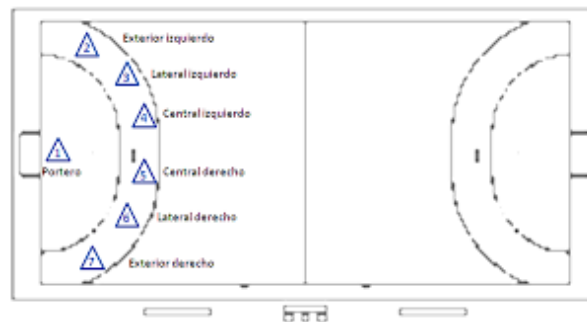 2 Exterior izquierdo
3 Lateral izquierdo
4 Central izquierdo
1
Portero
5 Central derecho
6 Lateral derecho
7 Exterior derecho